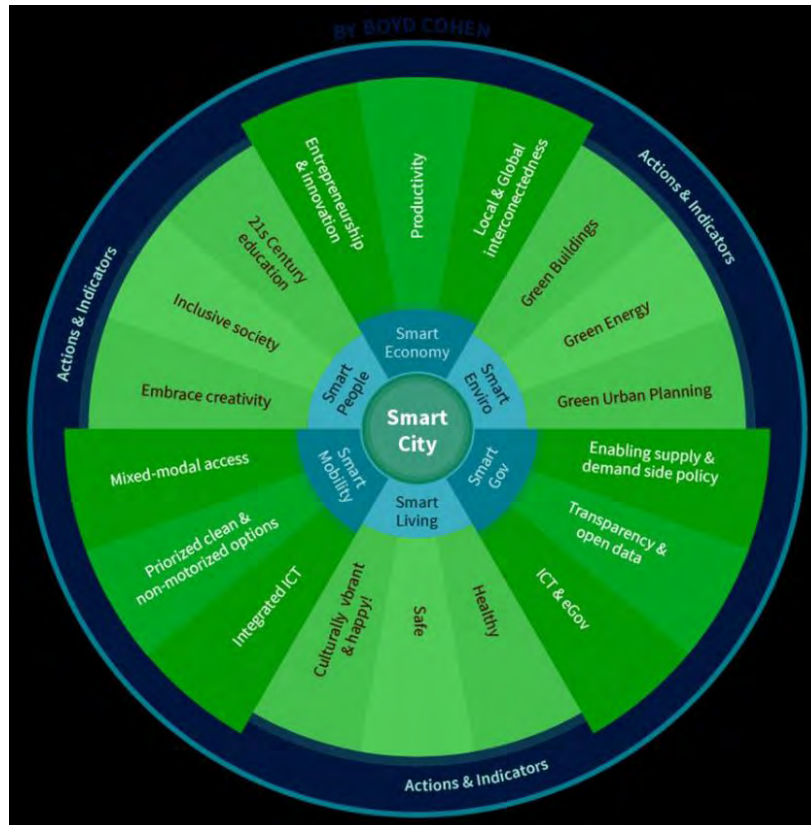 BY BOYD COHEN
Actions & Indicators
Actions & Indicators
Actions & Indicators
Smart
City
Smart
Economy
Entrepreneurship
& innovation
Productivity
Local & Global
interconectedness
Smart
Enviro
Green Buildings
Green Energy
Green Urban Planning
Smart
Gov
Enabling supply &
demand side policy
Transparency &
open data
ICT & eGov
Smart
Living
Healthy
Safe
Culturally vibrant
& happy!
Smart
Mobility
Integrated ICT
Priorized clean &
non-motorized options
Mixed-modal access
Smart
People
Embrace creativity
Inclusive society
21s Century
education